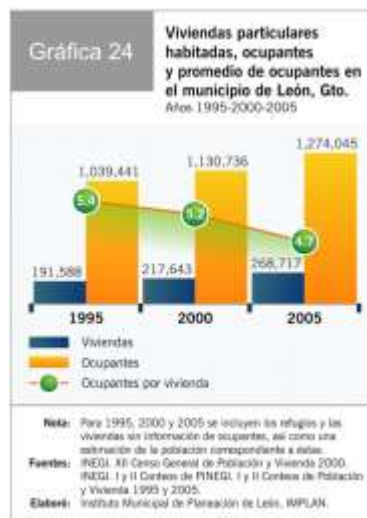 Gráfica 24
Viviendas particulares
habitadas, ocupantes
y promedio de ocupantes en
el municipio de León, Gto.
Años 1995-2000-2005
1,274,045
1,130,736
1,039,441
5.4
5.2
4.7
191,588
217,643
268,717
1995 2000 2005
Viviendas
Ocupantes
Ocupantes por vivienda
Nota: Para 1995, 2000 y 2005 se incluyen los refugios y las
viviendas sin información de ocupantes, así como una
estimación de la población correspondiente a éstas.
Fuentes: INEGI. XII Censo General de Población y Vivienda 2000.
INEGI. I y II Conteos de PINEGI. I y II Conteos de Población
y Vivienda 1995 y 2005.
Elaboró: Instituto Municipal de Planeación de León, IMPLAN.